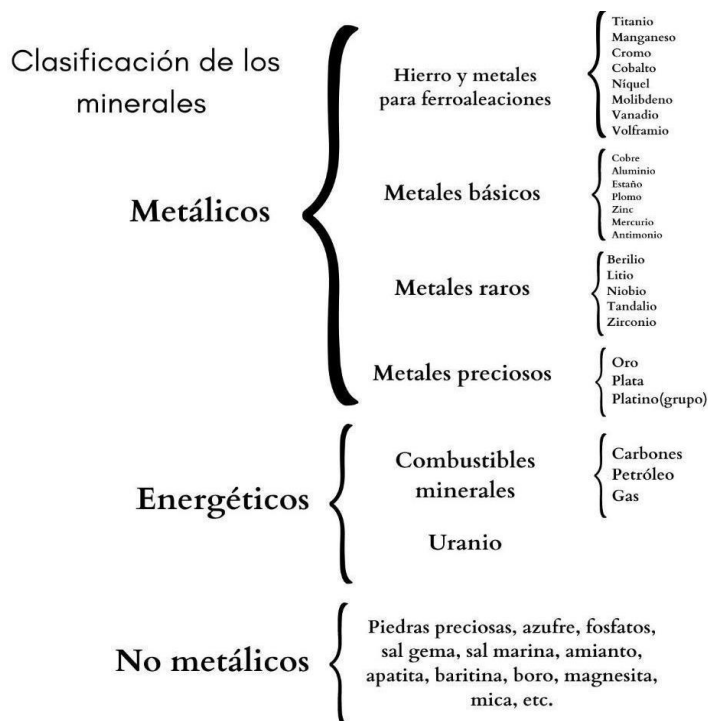 Clasificación de los
minerales
Metálicos
Hierro y metales
para ferroaleaciones
Titanio
Manganeso
Cromo
Cobalto
Níquel
Molibdeno
Vanadio
Volframio
Metales básicos
Cobre
Aluminio
Estaño
Plomo
Zinc
Mercurio
Antimonio
Metales raros
Berilio
Litio
Niobio
Tandalio
Zirconio
Metales preciosos
Oro
Plata
Platino(grupo)
Energéticos
Combustibles
minerales
Carbones
Petróleo
Gas
Uranio
No metálicos
Piedras preciosas, azufre, fosfatos,
sal gema, sal marina, amianto,
apatita, baritina, boro, magnesita,
mica, etc.